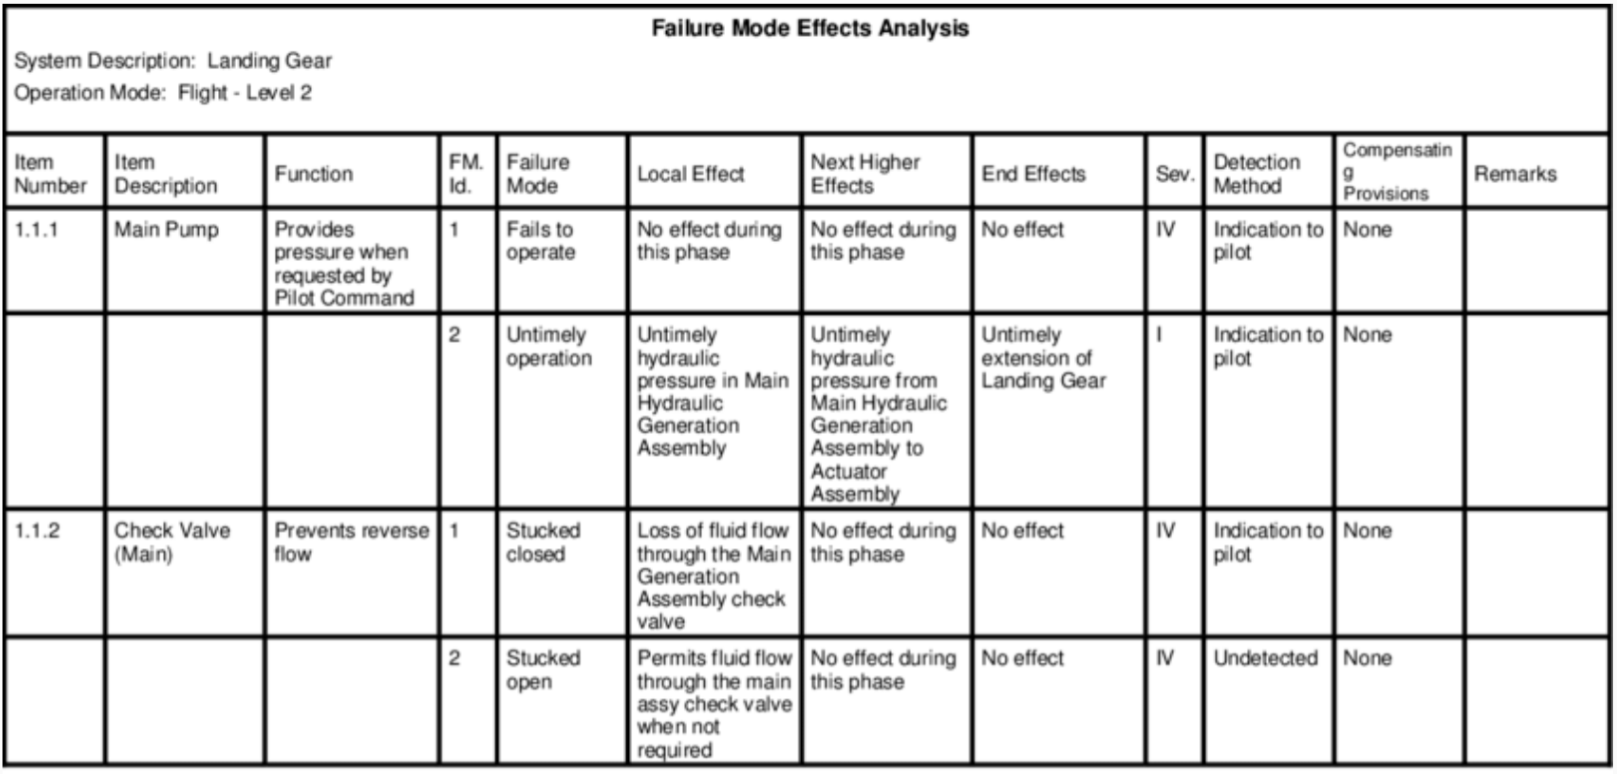 Failure Mode Effects Analysis
System Description: Landing Gear
Operation Mode: Flight - Level 2
Item Number
Item Description
Function
FM. Id.
Failure Mode
Local Effect
Next Higher Effects
End Effects
Sev.
Detection Method
Compensatin
g
Provisions
Remarks
1.1.1
Main Pump
Provides
pressure when
requested by
Pilot Command
1
Fails to
operate
No effect during
this phase
No effect during
this phase
No effect
IV
Indication to
pilot
None
2
Untimely
operation
Untimely
hydraulic
pressure in Main
Hydraulic
Generation
Assembly
Untimely
hydraulic
pressure from
Main Hydraulic
Generation
Assembly to
Actuator
Assembly
Untimely
extension of
Landing Gear
I
Indication to
pilot
None
1.1.2
Check Valve
(Main)
Prevents reverse
flow
1
Stucked
closed
Loss of fluid flow
through the Main
Generation
Assembly check
valve
No effect during
this phase
No effect
IV
Indication to
pilot
None
2
Stucked
open
Permits fluid flow
through the main
assy check valve
when not
required
No effect during
this phase
No effect
IV
Undetected
None